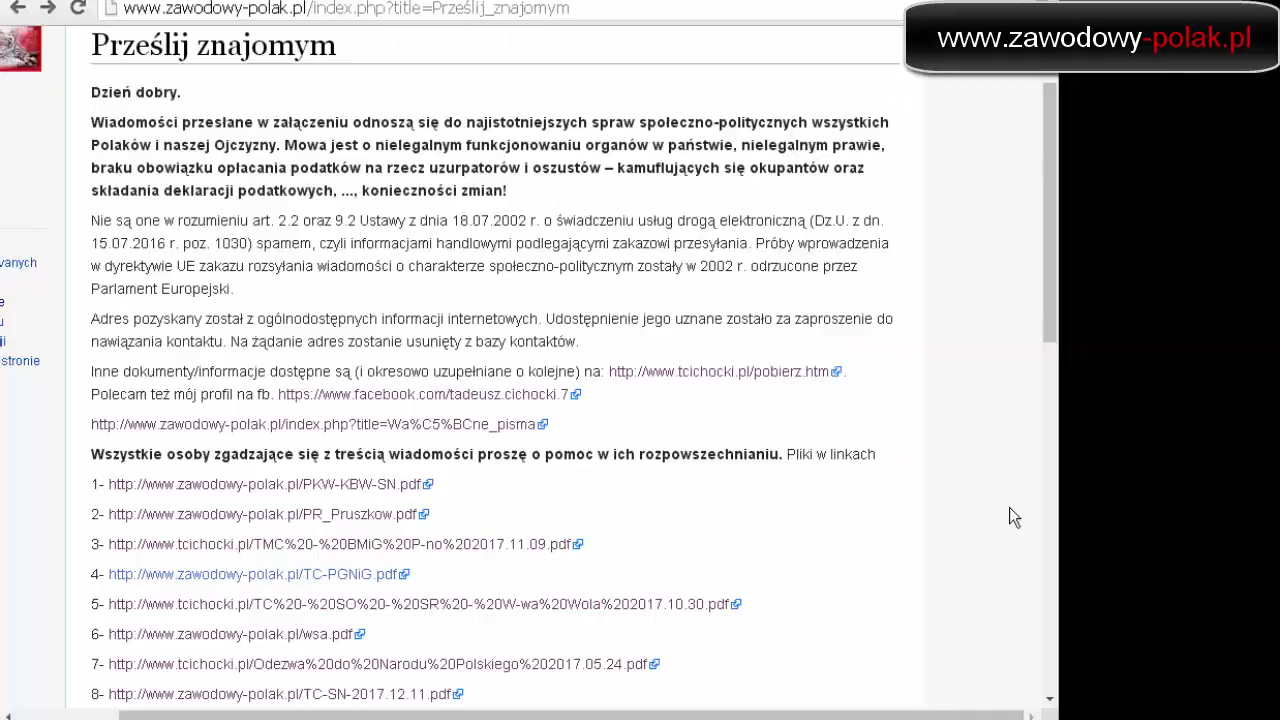 www.zawodowy-polak.pl/index.php?title=Prześlij_znajomym
www.zawodowy-polak.pl
Prześlij znajomym
Dzień dobry.
Wiadomości przesłane w załączeniu odnoszą się do najistotniejszych spraw społeczno-politycznych wszystkich
Polaków i naszej Ojczyzny. Mowa jest o nielegalnym funkcjonowaniu organów w państwie, nielegalnym prawie,
braku obowiązku opłacania podatków na rzecz uzurpatorów i oszustów – kamuflujących się okupantów oraz
składania deklaracji podatkowych, ..., konieczności zmian!
Nie są one w rozumieniu art. 2.2 oraz 9.2 Ustawy z dnia 18.07.2002 r. o świadczeniu usług drogą elektroniczną (Dz.U. z dn.
15.07.2016 r. poz. 1030) spamem, czyli informacjami handlowymi podlegającymi zakazowi przesyłania. Próby wprowadzenia
w dyrektywie UE zakazu rozsyłania wiadomości o charakterze społeczno-politycznym zostały w 2002 r. odrzucone przez
Parlament Europejski.
Adres pozyskany został z ogólnodostępnych informacji internetowych. Udostępnienie jego uznane zostało za zaproszenie do
nawiązania kontaktu. Na żądanie adres zostanie usunięty z bazy kontaktów.
Inne dokumenty/informacje dostępne są (i okresowo uzupełniane o kolejne) na: http://www.tcichocki.pl/pobierz.htm.
Polecam też mój profil na fb. https://www.facebook.com/tadeusz.cichocki.7
http://www.zawodowy-polak.pl/index.php?title=Wa%C5%BCne_pisma
Wszystkie osoby zgadzające się z treścią wiadomości proszę o pomoc w ich rozpowszechnianiu. Pliki w linkach
1- http://www.zawodowy-polak.pl/PKW-KBW-SN.pdf
2- http://www.zawodowy-polak.pl/PR_Pruszkow.pdf
3- http://www.tcichocki.pl/TMC%20-%20BMiG%20P-no%202017.11.09.pdf
4- http://www.zawodowy-polak.pl/TC-PGNiG.pdf
5- http://www.tcichocki.pl/TC%20-%20SO%20-%20SR%20-%20W-wa%20Wola%202017.10.30.pdf
6- http://www.zawodowy-polak.pl/wsa.pdf
7- http://www.tcichocki.pl/Odezwa%20do%20Narodu%20Polskiego%202017.05.24.pdf
8- http://www.zawodowy-polak.pl/TC-SN-2017.12.11.pdf
vanych
e
u
ji
stronie